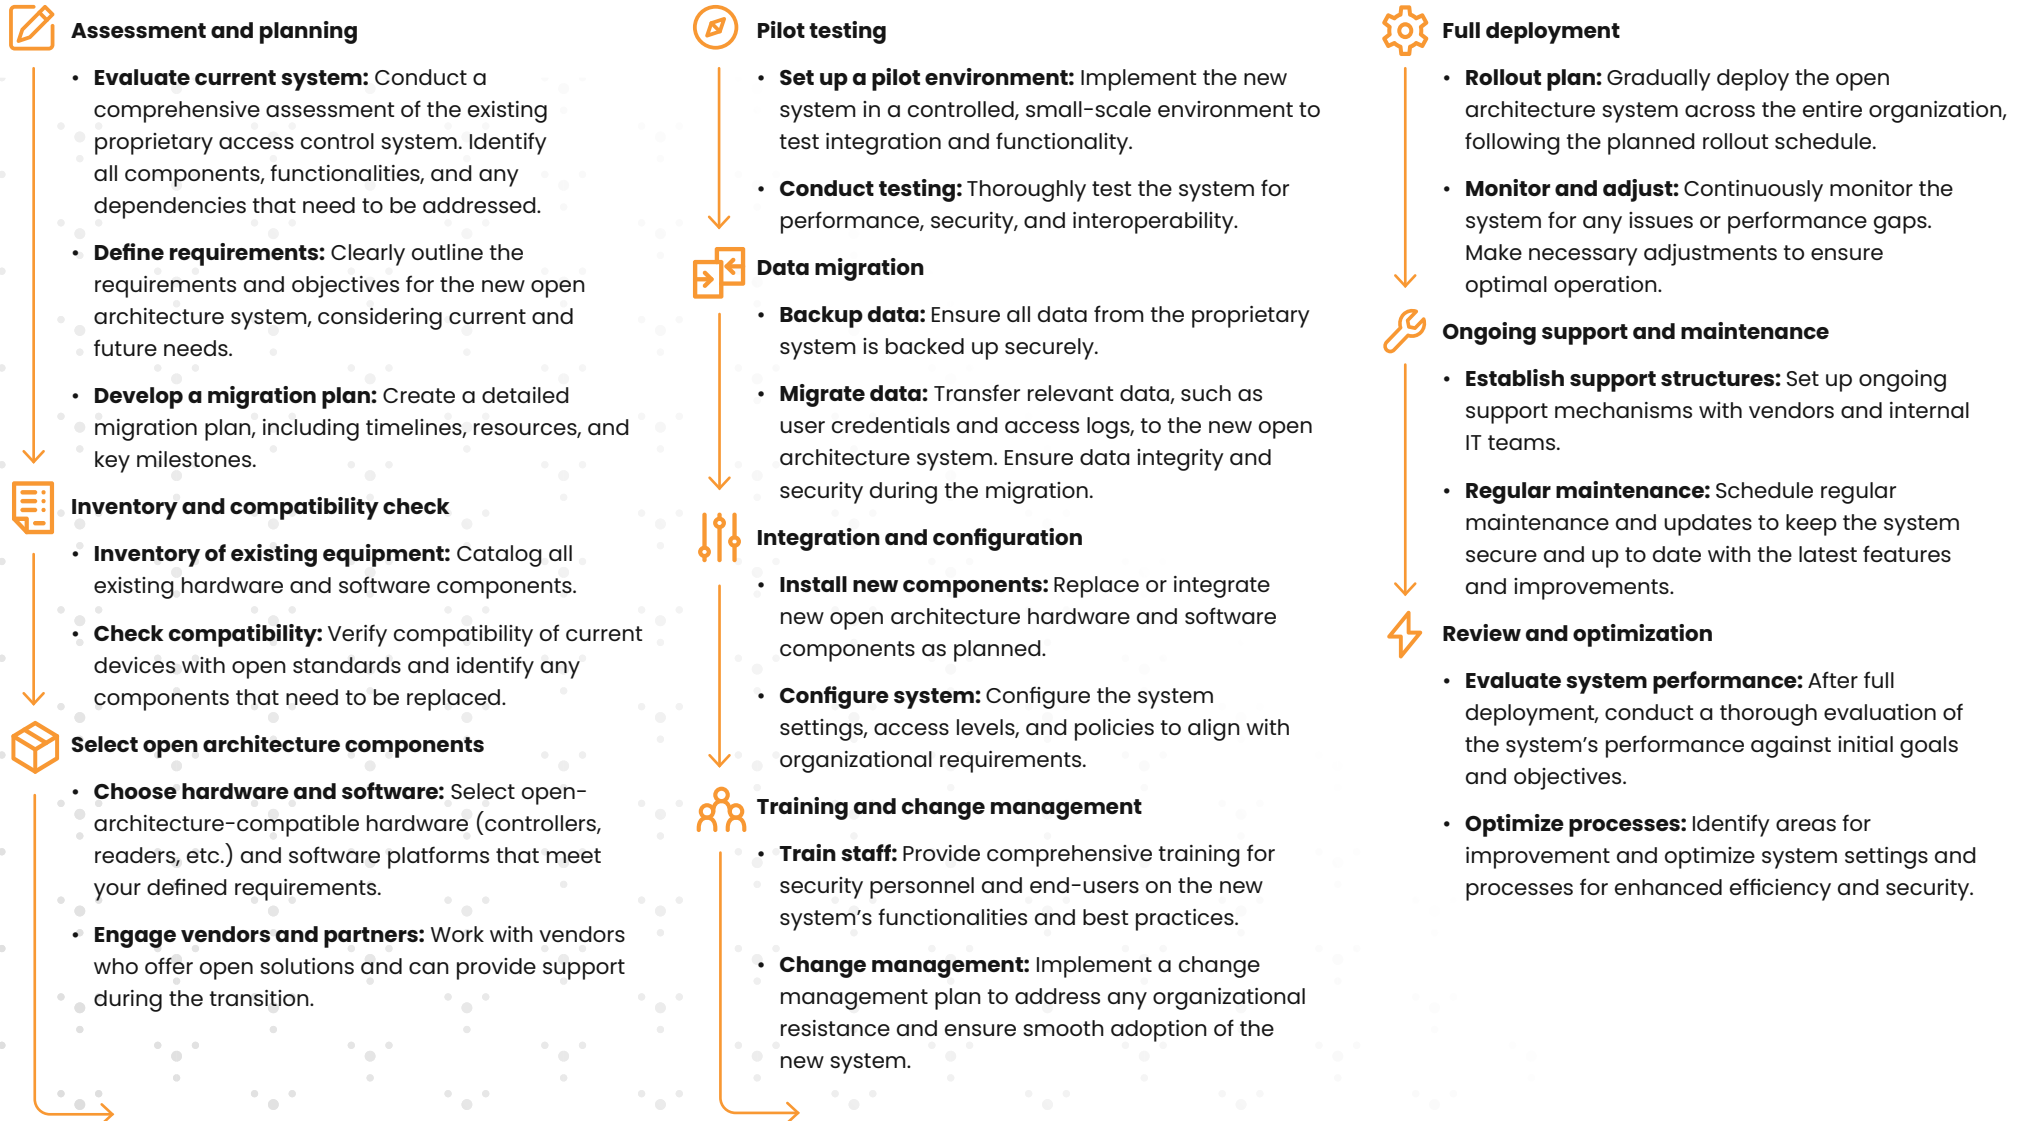 Assessment and planning
• Evaluate current system: Conduct a
comprehensive assessment of the existing
proprietary access control system. Identify
all components, functionalities, and any
dependencies that need to be addressed.
• Define requirements: Clearly outline the
requirements and objectives for the new open
architecture system, considering current and
future needs.
• Develop a migration plan: Create a detailed
migration plan, including timelines, resources, and
key milestones.
Inventory and compatibility check
• Inventory of existing equipment: Catalog all
existing hardware and software components.
• Check compatibility: Verify compatibility of current
devices with open standards and identify any
components that need to be replaced.
Select open architecture components
• Choose hardware and software: Select open-
architecture-compatible hardware (controllers,
readers, etc.) and software platforms that meet
your defined requirements.
• Engage vendors and partners: Work with vendors
who offer open solutions and can provide support
during the transition.
Pilot testing
• Set up a pilot environment: Implement the new
system in a controlled, small-scale environment to
test integration and functionality.
• Conduct testing: Thoroughly test the system for
performance, security, and interoperability.
Data migration
• Backup data: Ensure all data from the proprietary
system is backed up securely.
• Migrate data: Transfer relevant data, such as
user credentials and access logs, to the new open
architecture system. Ensure data integrity and
security during the migration.
Integration and configuration
• Install new components: Replace or integrate
new open architecture hardware and software
components as planned.
• Configure system: Configure the system
settings, access levels, and policies to align with
organizational requirements.
Training and change management
• Train staff: Provide comprehensive training for
security personnel and end-users on the new
system's functionalities and best practices.
• Change management: Implement a change
management plan to address any organizational
resistance and ensure smooth adoption of the
new system.
Full deployment
• Rollout plan: Gradually deploy the open
architecture system across the entire organization,
following the planned rollout schedule.
• Monitor and adjust: Continuously monitor the
system for any issues or performance gaps.
Make necessary adjustments to ensure
optimal operation.
Ongoing support and maintenance
• Establish support structures: Set up ongoing
support mechanisms with vendors and internal
IT teams.
• Regular maintenance: Schedule regular
maintenance and updates to keep the system
secure and up to date with the latest features
and improvements.
Review and optimization
• Evaluate system performance: After full
deployment, conduct a thorough evaluation of
the system's performance against initial goals
and objectives.
• Optimize processes: Identify areas for
improvement and optimize system settings and
processes for enhanced efficiency and security.